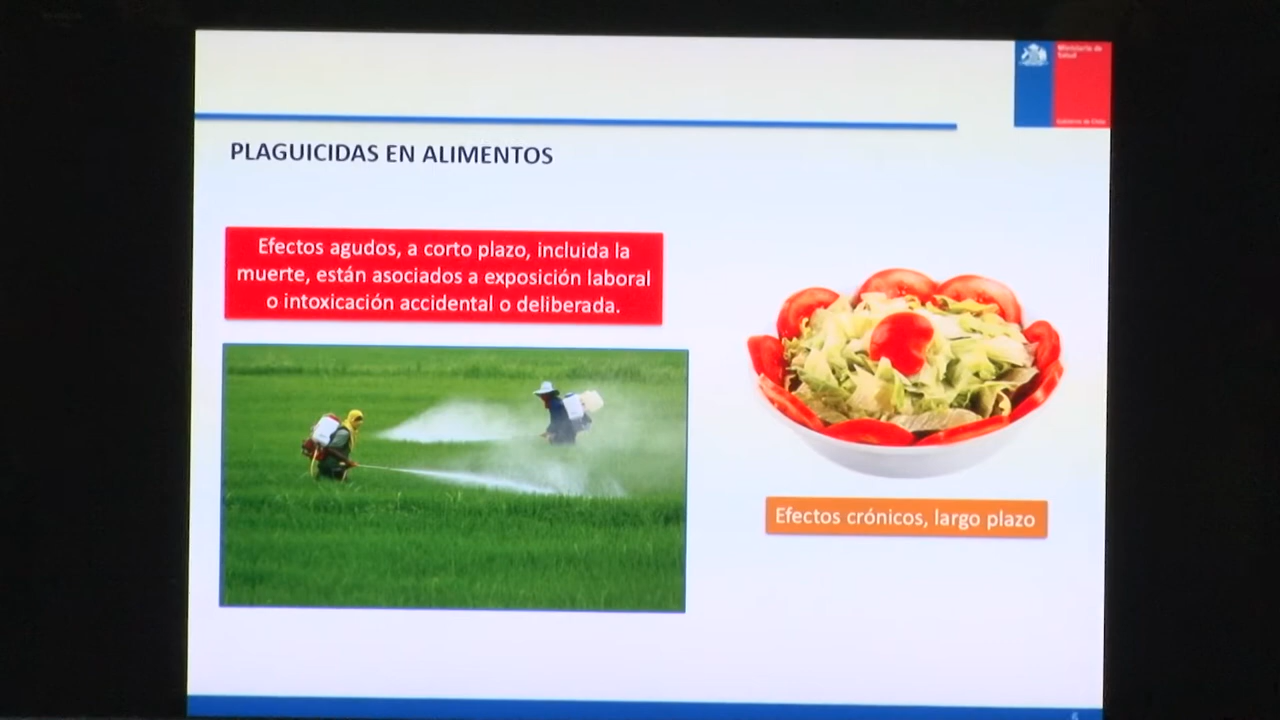 Ministerio de
Salud
Gobierno de Chile
PLAGUICIDAS EN ALIMENTOS
Efectos agudos, a corto plazo, incluida la
muerte, están asociados a exposición laboral
o intoxicación accidental o deliberada.
Efectos crónicos, largo plazo